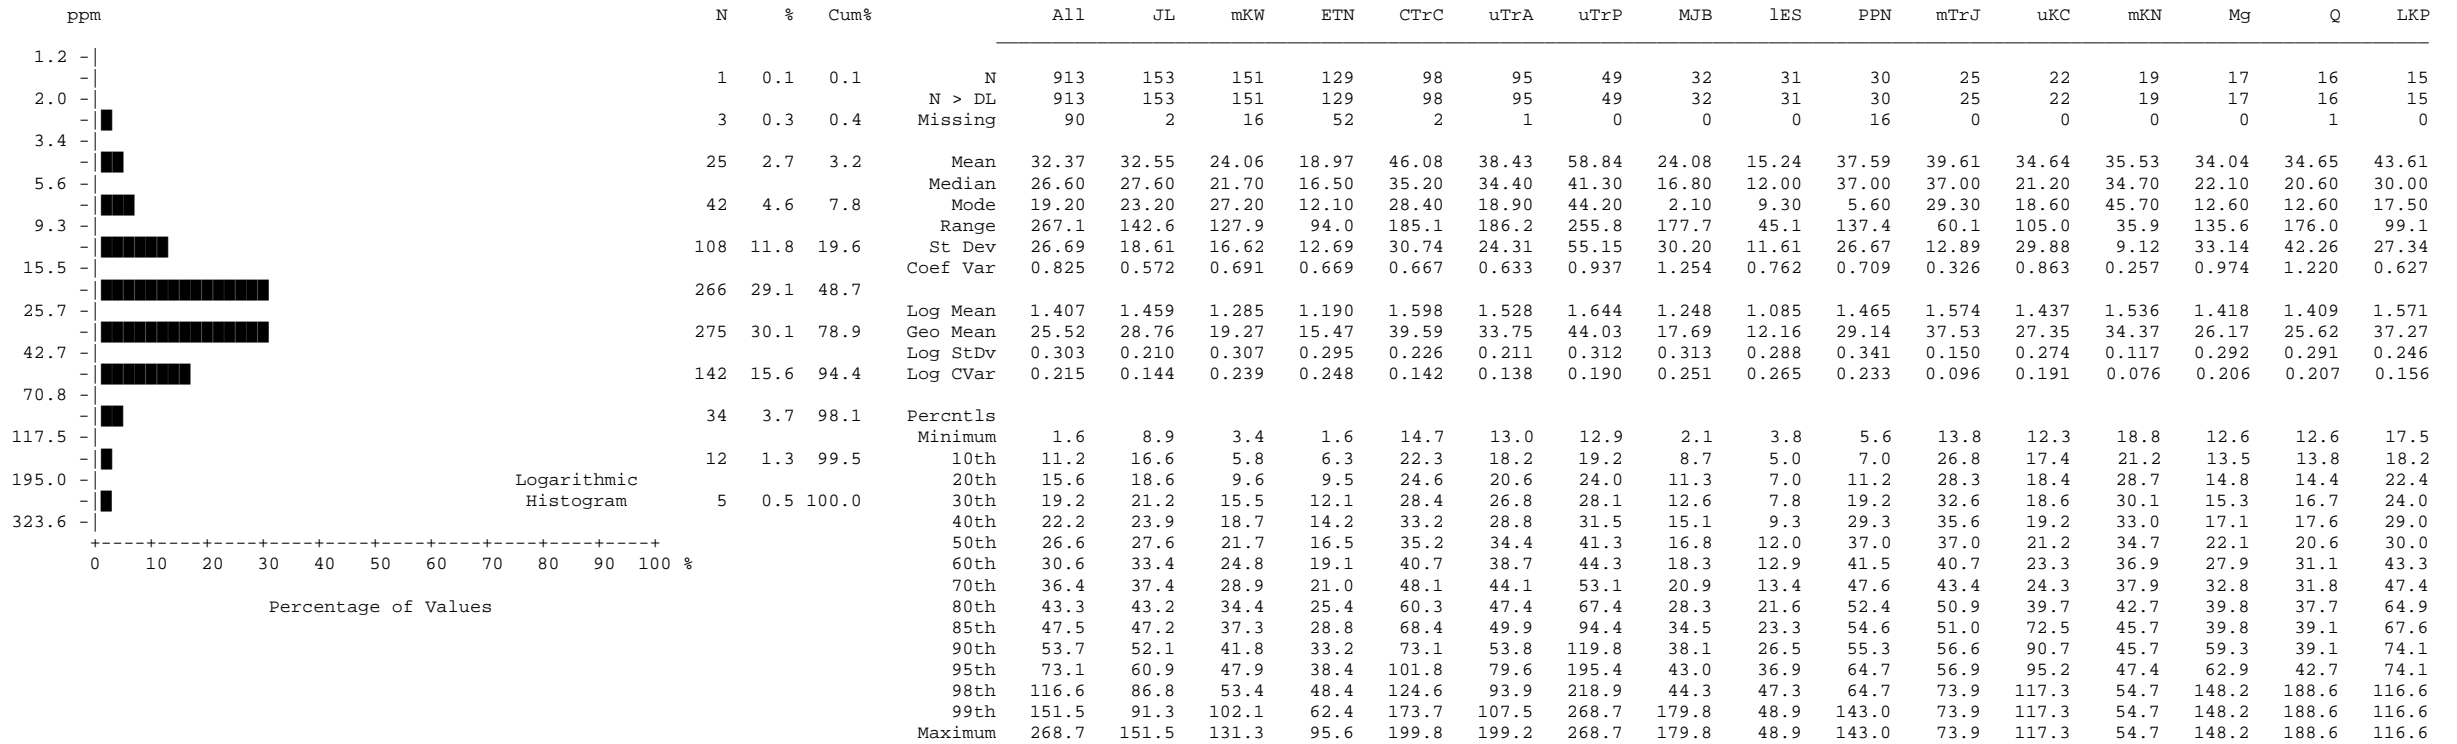 ppm N % Cum% All JL mKW ETN CTrC uTrA uTrP MJB lES PPN mTrJ uKC mKN Mg Q LKP
1.2 -
- 1 0.1 0.1 N 913 153 151 129 98 95 49 32 31 30 25 22 19 17 16 15
2.0 - N > DL 913 153 151 129 98 95 49 32 31 30 25 22 19 17 16 15
- 3 0.3 0.4 Missing 90 2 16 52 2 1 0 0 0 16 0 0 0 0 1 0
3.4 -
- 25 2.7 3.2 Mean 32.37 32.55 24.06 18.97 46.08 38.43 58.84 24.08 15.24 37.59 39.61 34.64 35.53 34.04 34.65 43.61
5.6 - Median 26.60 27.60 21.70 16.50 35.20 34.40 41.30 16.80 12.00 37.00 37.00 21.20 34.70 22.10 20.60 30.00
- 42 4.6 7.8 Mode 19.20 23.20 27.20 12.10 28.40 18.90 44.20 2.10 9.30 5.60 29.30 18.60 45.70 12.60 12.60 17.50
9.3 - Range 267.1 142.6 127.9 94.0 185.1 186.2 255.8 177.7 45.1 137.4 60.1 105.0 35.9 135.6 176.0 99.1
- 108 11.8 19.6 St Dev 26.69 18.61 16.62 12.69 30.74 24.31 55.15 30.20 11.61 26.67 12.89 29.88 9.12 33.14 42.26 27.34
15.5 - Coef Var 0.825 0.572 0.691 0.669 0.667 0.633 0.937 1.254 0.762 0.709 0.326 0.863 0.257 0.974 1.220 0.627
- 266 29.1 48.7
25.7 - Log Mean 1.407 1.459 1.285 1.190 1.598 1.528 1.644 1.248 1.085 1.465 1.574 1.437 1.536 1.418 1.409 1.571
- 275 30.1 78.9 Geo Mean 25.52 28.76 19.27 15.47 39.59 33.75 44.03 17.69 12.16 29.14 37.53 27.35 34.37 26.17 25.62 37.27
42.7 - Log StDv 0.303 0.210 0.307 0.295 0.226 0.211 0.312 0.313 0.288 0.341 0.150 0.274 0.117 0.292 0.291 0.246
- 142 15.6 94.4 Log CVar 0.215 0.144 0.239 0.248 0.142 0.138 0.190 0.251 0.265 0.233 0.096 0.191 0.076 0.206 0.207 0.156
70.8 -
- 34 3.7 98.1 Percntls
117.5 - Minimum 1.6 8.9 3.4 1.6 14.7 13.0 12.9 2.1 3.8 5.6 13.8 12.3 18.8 12.6 12.6 17.5
- 12 1.3 99.5 10th 11.2 16.6 5.8 6.3 22.3 18.2 19.2 8.7 5.0 7.0 26.8 17.4 21.2 13.5 13.8 18.2
195.0 - Logarithmic 20th 15.6 18.6 9.6 9.5 24.6 20.6 24.0 11.3 7.0 11.2 28.3 18.4 28.7 14.8 14.4 22.4
- Histogram 5 0.5 100.0 30th 19.2 21.2 15.5 12.1 28.4 26.8 28.1 12.6 7.8 19.2 32.6 18.6 30.1 15.3 16.7 24.0
323.6 - 40th 22.2 23.9 18.7 14.2 33.2 28.8 31.5 15.1 9.3 29.3 35.6 19.2 33.0 17.1 17.6 29.0
50th 26.6 27.6 21.7 16.5 35.2 34.4 41.3 16.8 12.0 37.0 37.0 21.2 34.7 22.1 20.6 30.0
0 10 20 30 40 50 60 70 80 90 100 % 60th 30.6 33.4 24.8 19.1 40.7 38.7 44.3 18.3 12.9 41.5 40.7 23.3 36.9 27.9 31.1 43.3
70th 36.4 37.4 28.9 21.0 48.1 44.1 53.1 20.9 13.4 47.6 43.4 24.3 37.9 32.8 31.8 47.4
Percentage of Values 80th 43.3 43.2 34.4 25.4 60.3 47.4 67.4 28.3 21.6 52.4 50.9 39.7 42.7 39.8 37.7 64.9
85th 47.5 47.2 37.3 28.8 68.4 49.9 94.4 34.5 23.3 54.6 51.0 72.5 45.7 39.8 39.1 67.6
90th 53.7 52.1 41.8 33.2 73.1 53.8 119.8 38.1 26.5 55.3 56.6 90.7 45.7 59.3 39.1 74.1
95th 73.1 60.9 47.9 38.4 101.8 79.6 195.4 43.0 36.9 64.7 56.9 95.2 47.4 62.9 42.7 74.1
98th 116.6 86.8 53.4 48.4 124.6 93.9 218.9 44.3 47.3 64.7 73.9 117.3 54.7 148.2 188.6 116.6
99th 151.5 91.3 102.1 62.4 173.7 107.5 268.7 179.8 48.9 143.0 73.9 117.3 54.7 148.2 188.6 116.6
Maximum 268.7 151.5 131.3 95.6 199.8 199.2 268.7 179.8 48.9 143.0 73.9 117.3 54.7 148.2 188.6 116.6